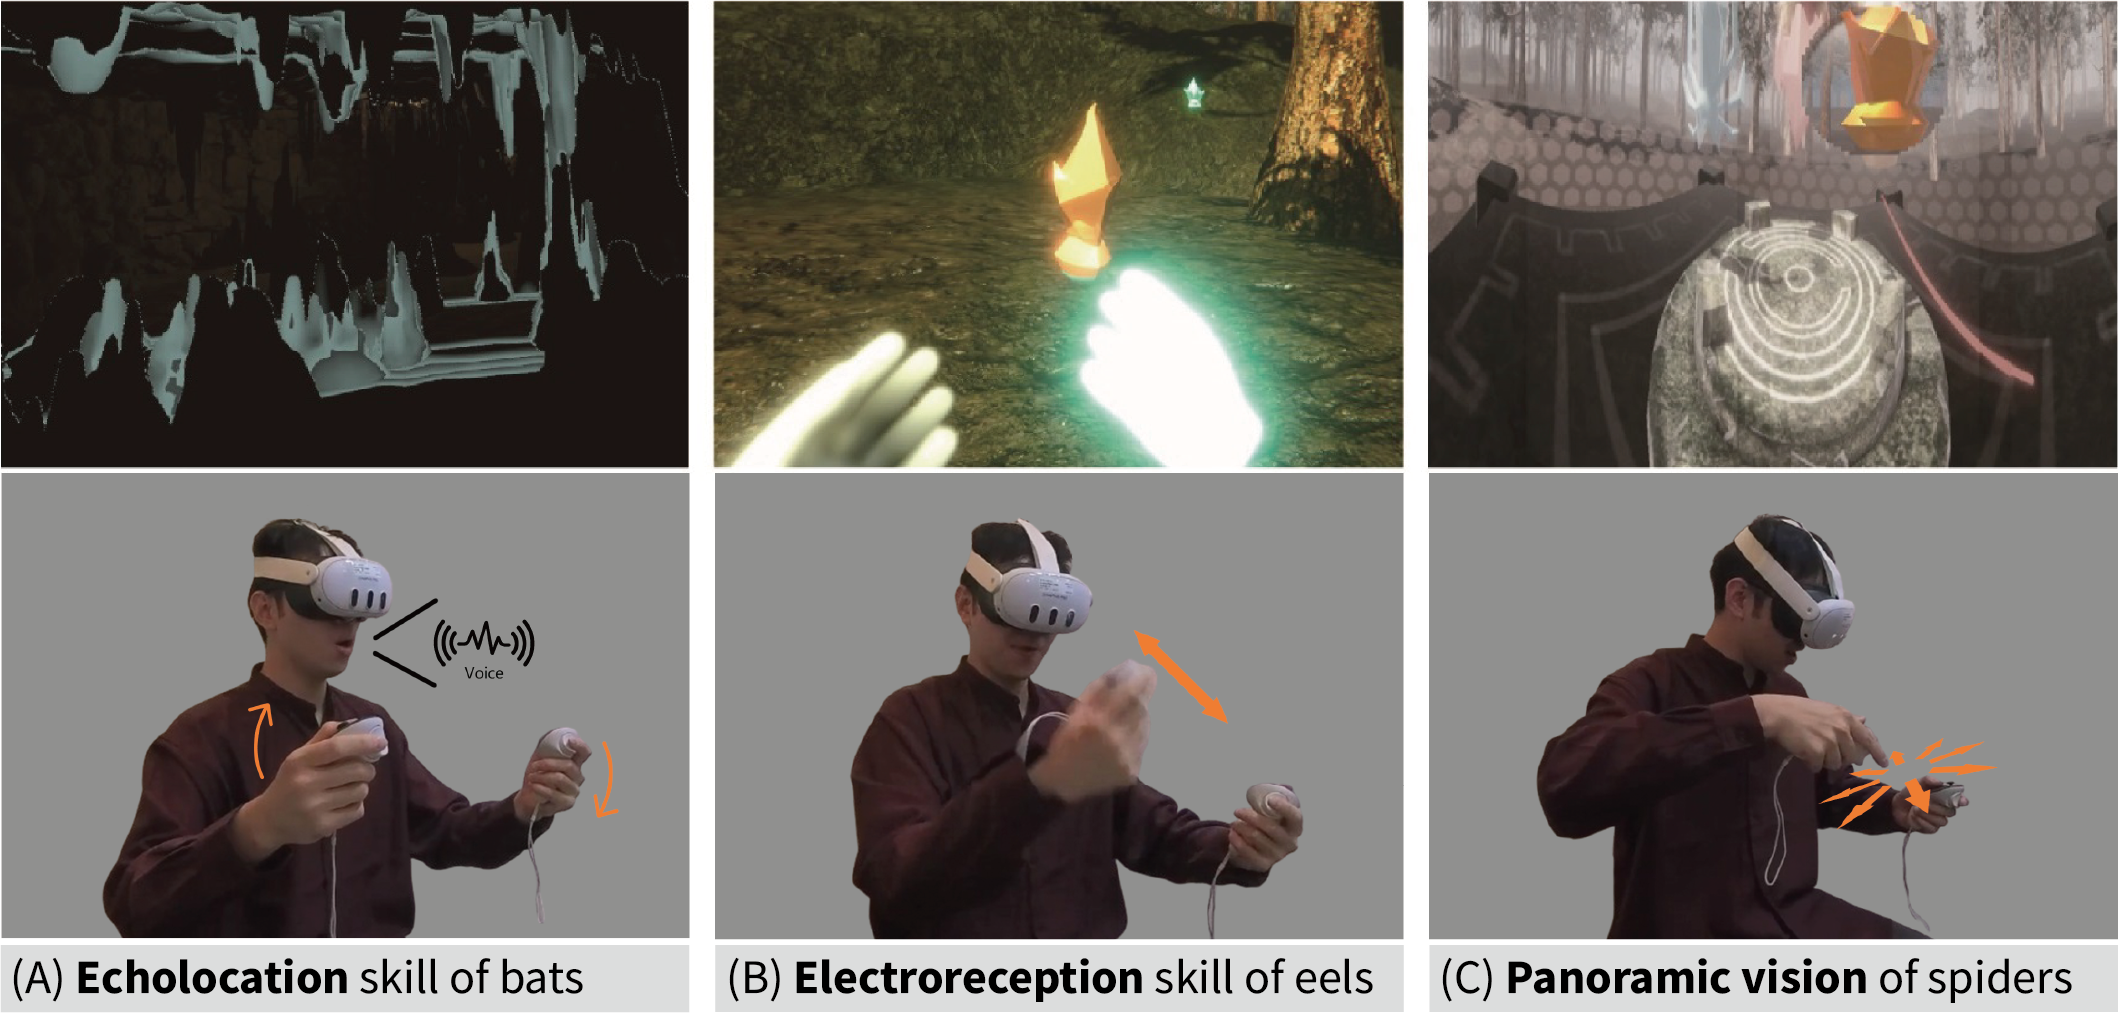 Voice
(A) Echolocation skill of bats
(B) Electroreception skill of eels
(C) Panoramic vision of spiders